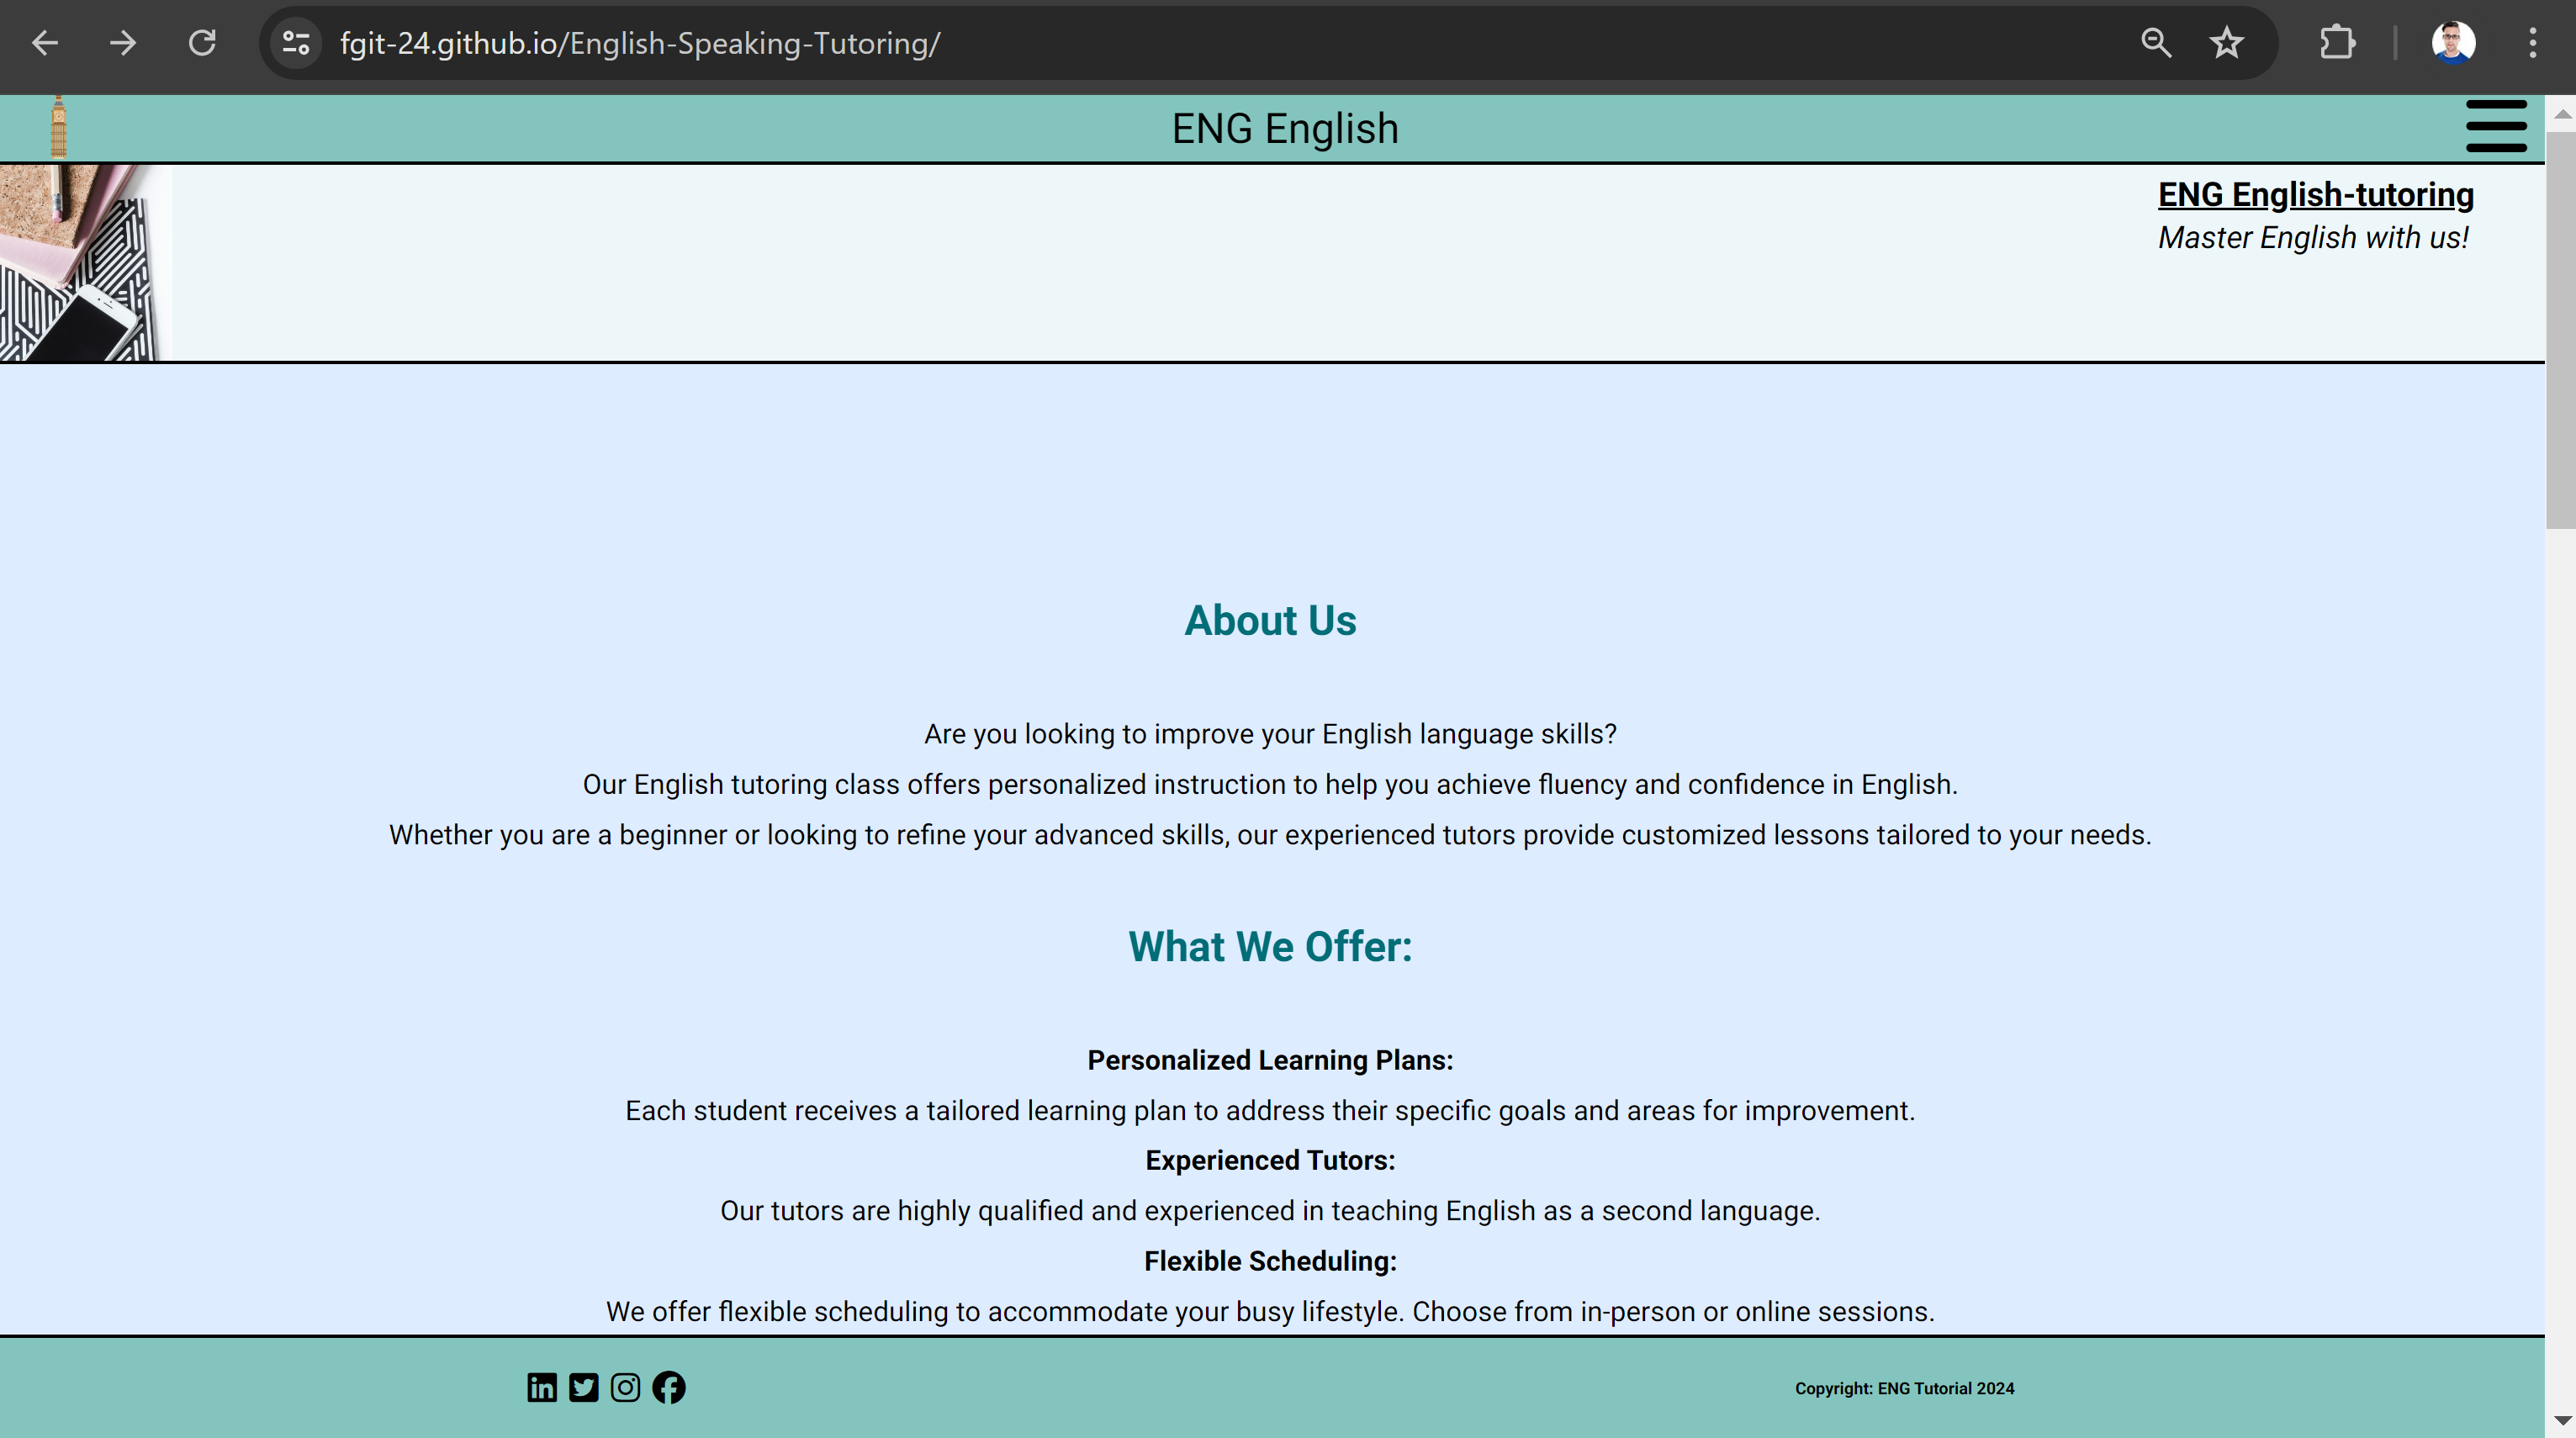 fgit-24.github.io/English-Speaking-Tutoring/
ENG English
ENG English-tutoring
Master English with us!
About Us
Are you looking to improve your English language skills?
Our English tutoring class offers personalized instruction to help you achieve fluency and confidence in English.
Whether you are a beginner or looking to refine your advanced skills, our experienced tutors provide customized lessons tailored to your needs.
What We Offer:
Personalized Learning Plans:
Each student receives a tailored learning plan to address their specific goals and areas for improvement.
Experienced Tutors:
Our tutors are highly qualified and experienced in teaching English as a second language.
Flexible Scheduling:
We offer flexible scheduling to accommodate your busy lifestyle. Choose from in-person or online sessions.
Copyright: ENG Tutorial 2024